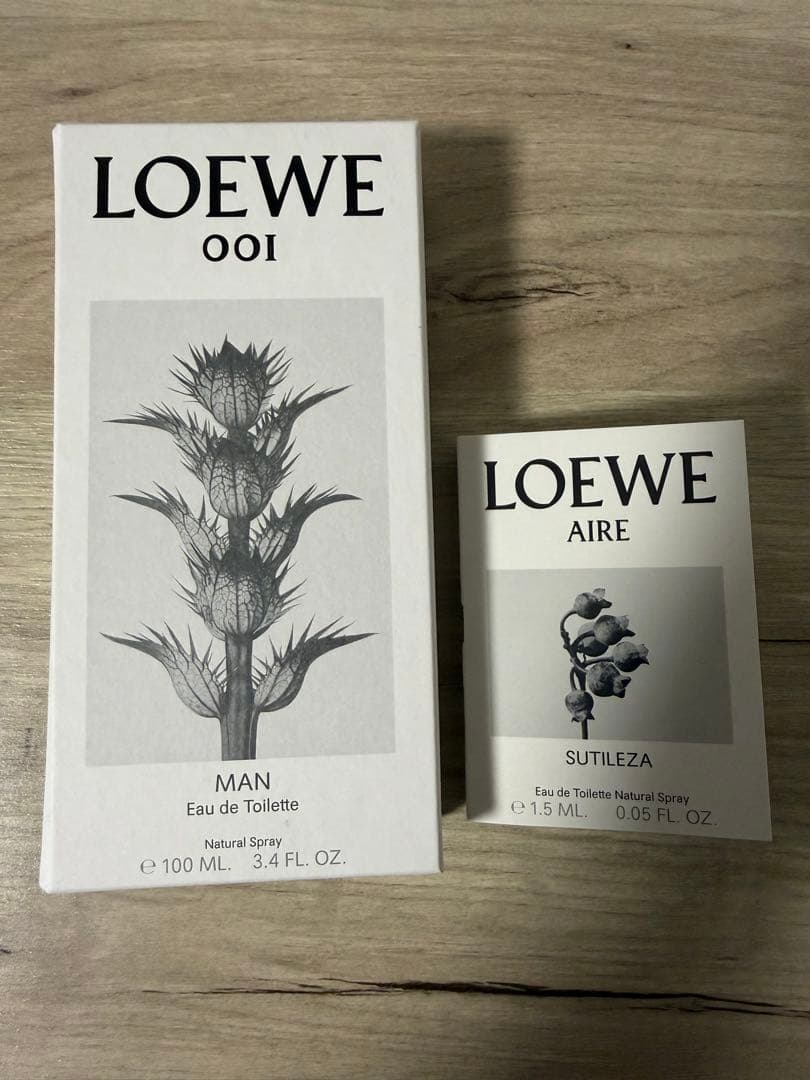 LOEWE
001
MAN
Eau de Toilette
Natural Spray
℮ 100 ML. 3.4 FL. OZ.
LOEWE
AIRE
SUTILEZA
Eau de Toilette Natural Spray
℮ 1.5 ML. 0.05 FL. OZ.